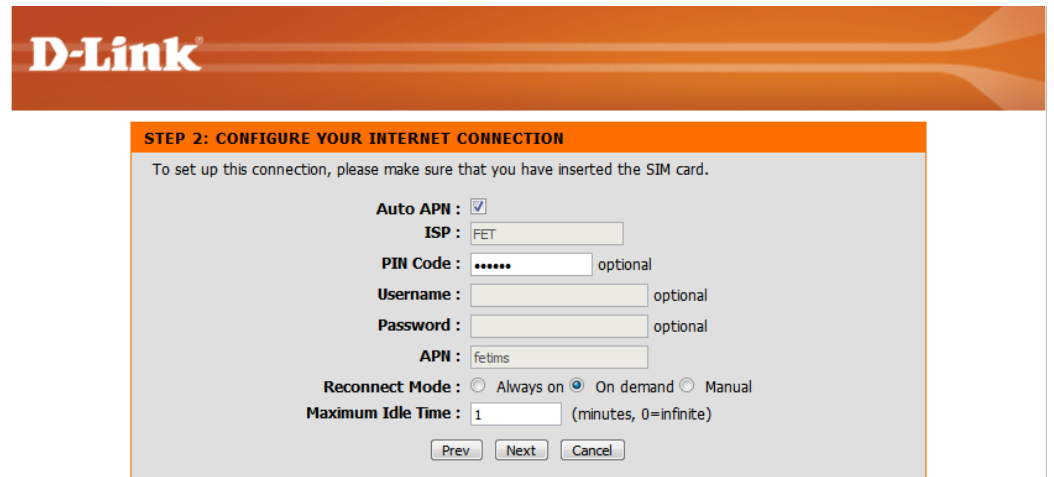 D-Link®
STEP 2: CONFIGURE YOUR INTERNET CONNECTION
To set up this connection, please make sure that you have inserted the SIM card.
Auto APN :
ISP : FET
PIN Code : •••••• optional
Username : optional
Password : optional
APN : fetims
Reconnect Mode : Always on On demand Manual
Maximum Idle Time : 1 (minutes, 0=infinite)
Prev Next Cancel